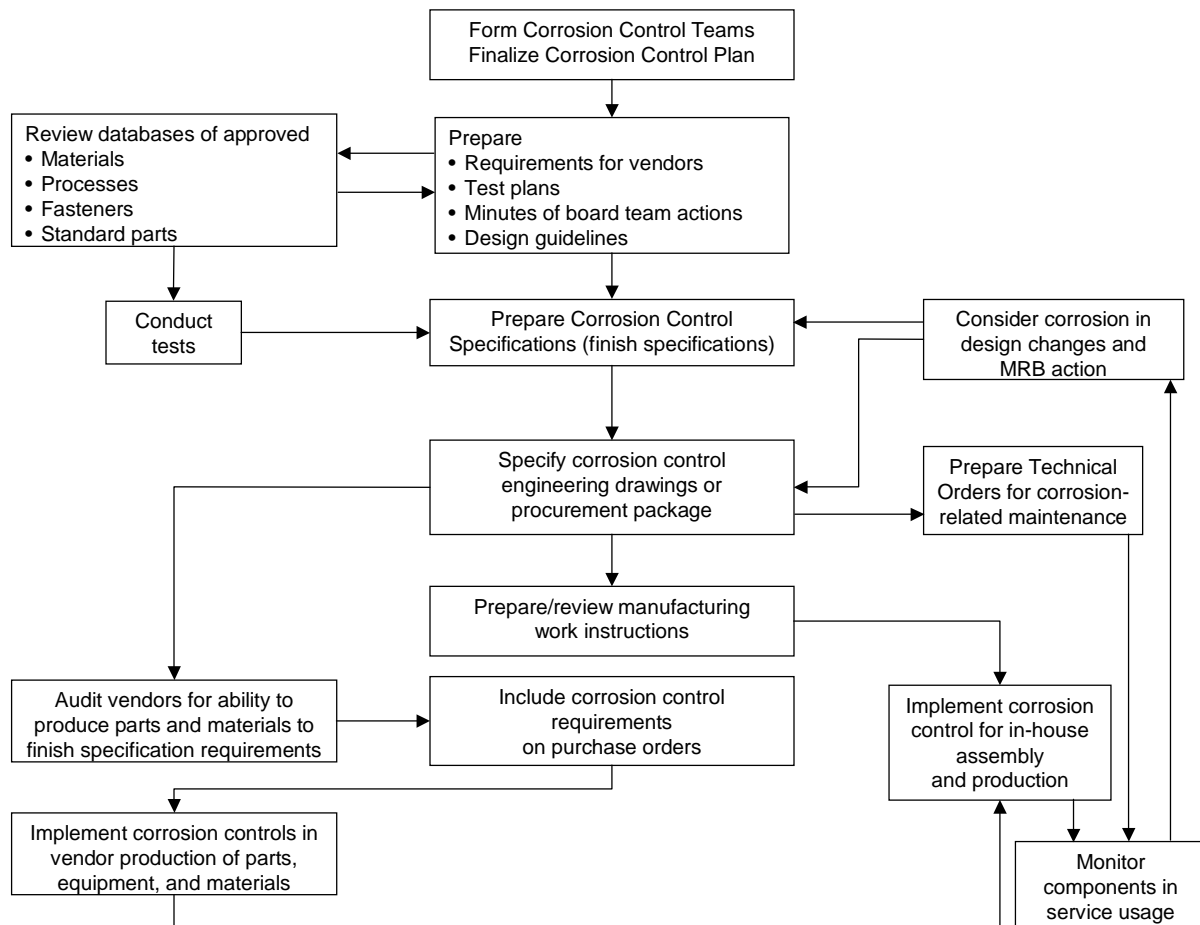 Form Corrosion Control Teams
Finalize Corrosion Control Plan
Review databases of approved
• Materials
• Processes
• Fasteners
• Standard parts
Prepare
• Requirements for vendors
• Test plans
• Minutes of board team actions
• Design guidelines
Conduct
tests
Prepare Corrosion Control
Specifications (finish specifications)
Consider corrosion in
design changes and
MRB action
Specify corrosion control
engineering drawings or
procurement package
Prepare Technical
Orders for corrosion-
related maintenance
Prepare/review manufacturing
work instructions
Audit vendors for ability to
produce parts and materials to
finish specification requirements
Include corrosion control
requirements
on purchase orders
Implement corrosion
control for in-house
assembly
and production
Implement corrosion controls in
vendor production of parts,
equipment, and materials
Monitor
components in
service usage